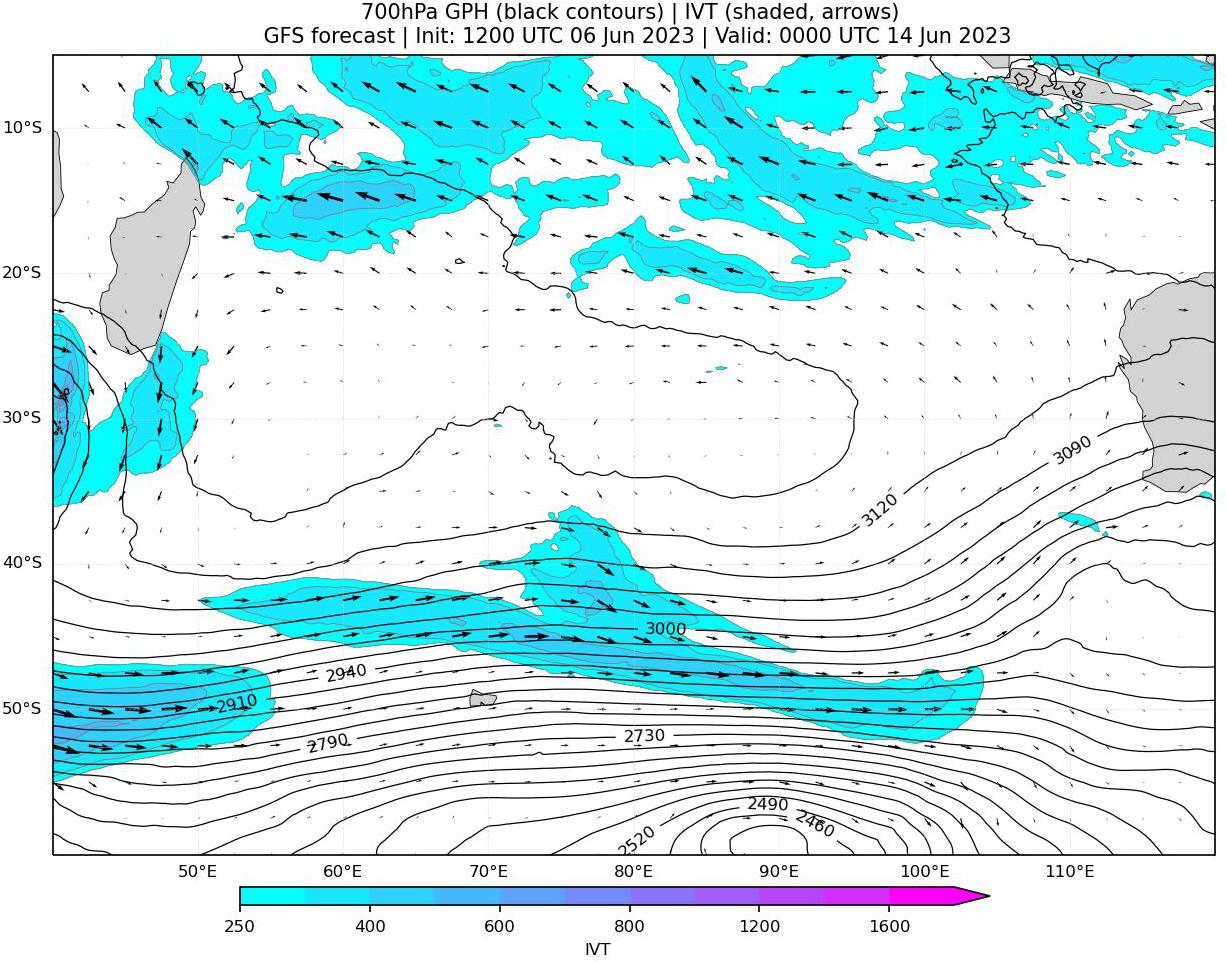 700hPa GPH (black contours) | IVT (shaded, arrows)
GFS forecast | Init: 1200 UTC 06 Jun 2023 | Valid: 0000 UTC 14 Jun 2023
10°S
20°S
30°S
3090
3120
40°S
3000
2940
2910
50°S
2730
2790
2490
2460
2520
50°E 60°E 70°E 80°E 90°E 100°E 110°E
250 400 600 800 1200 1600
IVT